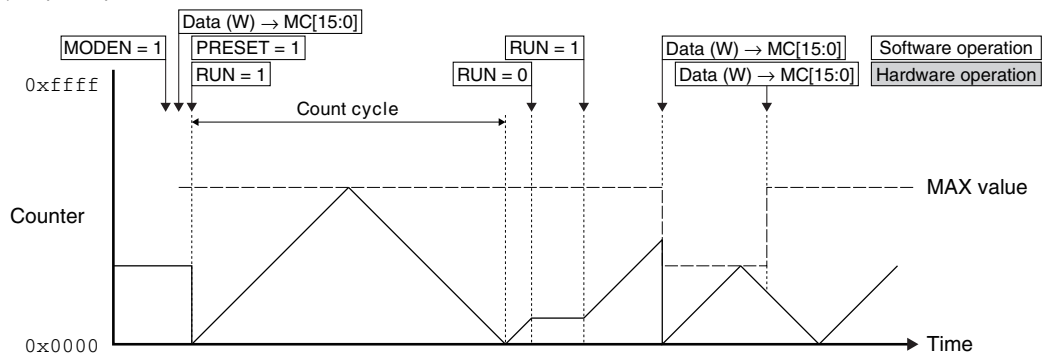 Data (W) → MC[15:0]
MODEN = 1
PRESET = 1
RUN = 1
RUN = 1
RUN = 0
Data (W) → MC[15:0]
Data (W) → MC[15:0]
Software operation
Hardware operation
0xffff
Count cycle
MAX value
Counter
0x0000
Time